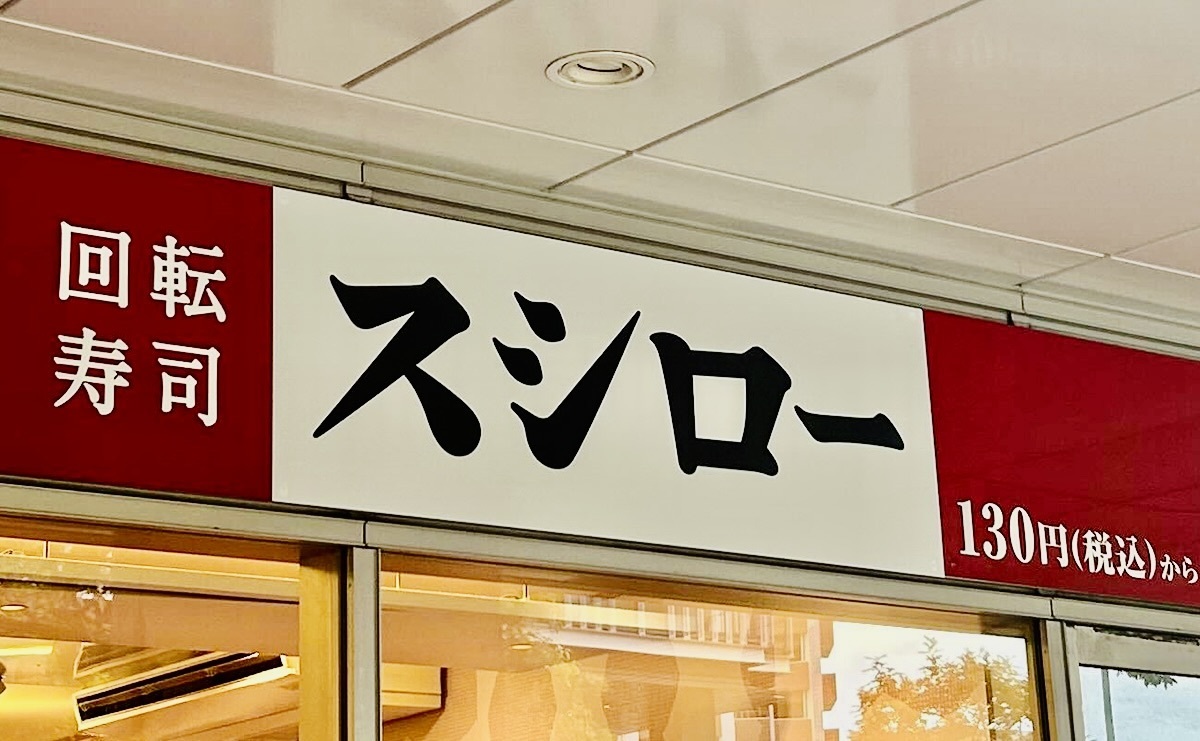 回転
寿司
スシロー
130円(税込)から